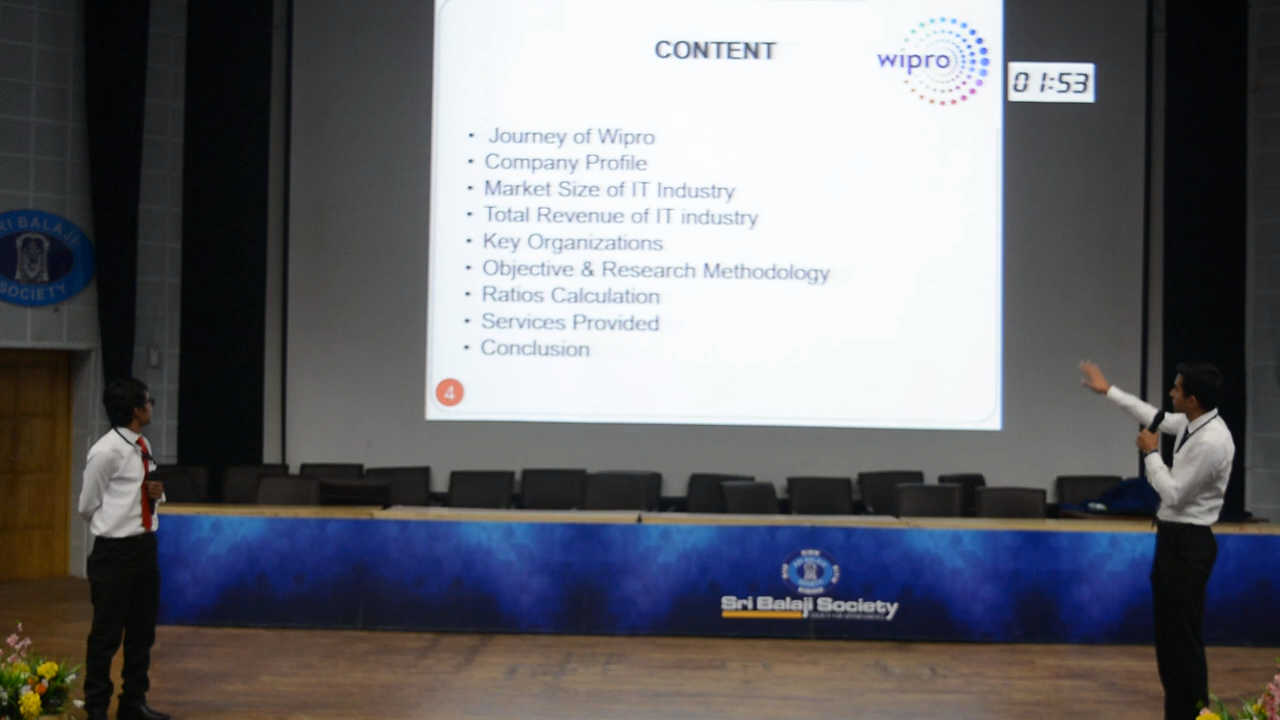 CONTENT
wipro
01:53
• Journey of Wipro
• Company Profile
• Market Size of IT Industry
• Total Revenue of IT industry
• Key Organizations
• Objective & Research Methodology
• Ratios Calculation
• Services Provided
• Conclusion
4
RI BALAJI
SOCIETY
Sri Balaji Society